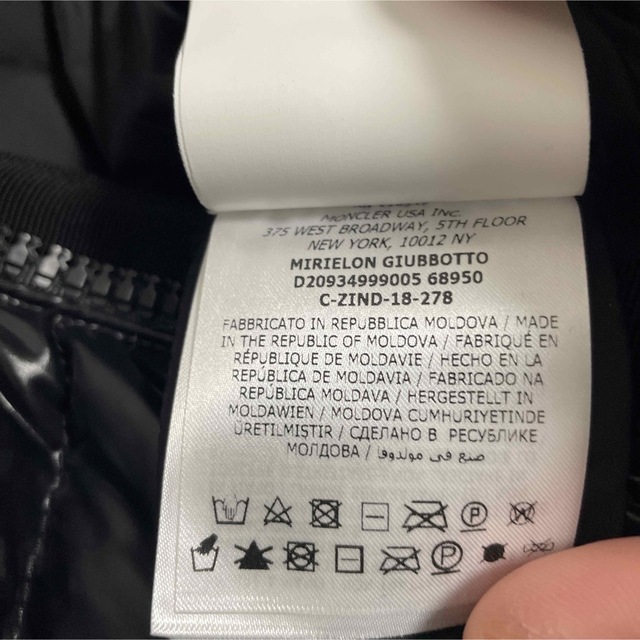 MONCLER USA INC.
375 WEST BROADWAY, 5TH FLOOR
NEW YORK, 10012 NY
MIRIELON GIUBBOTTO
D20934999005 68950
C-ZIND-18-278
FABBRICATO IN REPUBBLICA MOLDOVA / MADE
IN THE REPUBLIC OF MOLDOVA / FABRIQUÉ EN
RÉPUBLIQUE DE MOLDAVIE / HECHO EN LA
REPÚBLICA DE MOLDAVIA / FABRICADO NA
REPÚBLICA MOLDOVA / HERGESTELLT IN
MOLDAWIEN / MOLDOVA CUMHURIYETINDE
ÜRETILMIŞTIR / СДЕЛАНО В РЕСПУБЛИКЕ
МОЛДОВА / صنع في مولدوفا
P
P